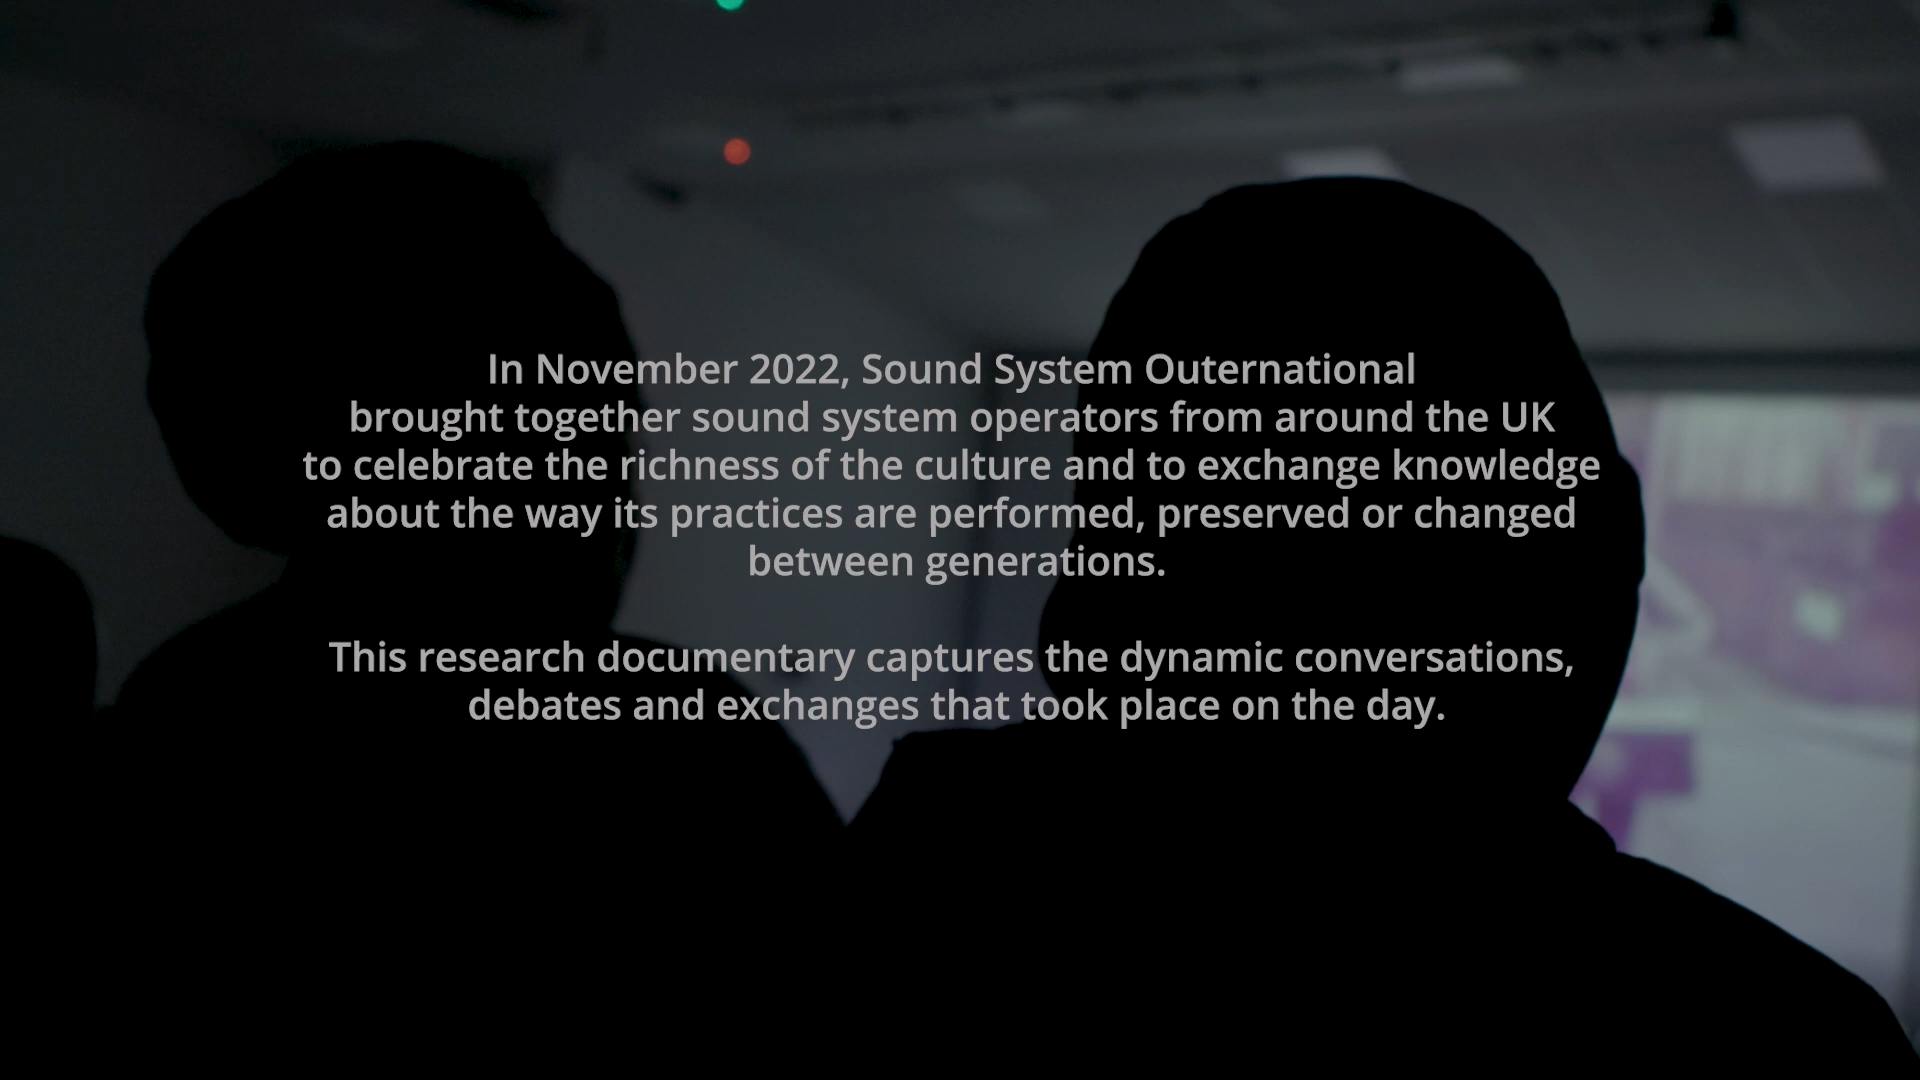 In November 2022, Sound System Outernational
brought together sound system operators from around the UK
to celebrate the richness of the culture and to exchange knowledge
about the way its practices are performed, preserved or changed
between generations.
This research documentary captures the dynamic conversations,
debates and exchanges that took place on the day.